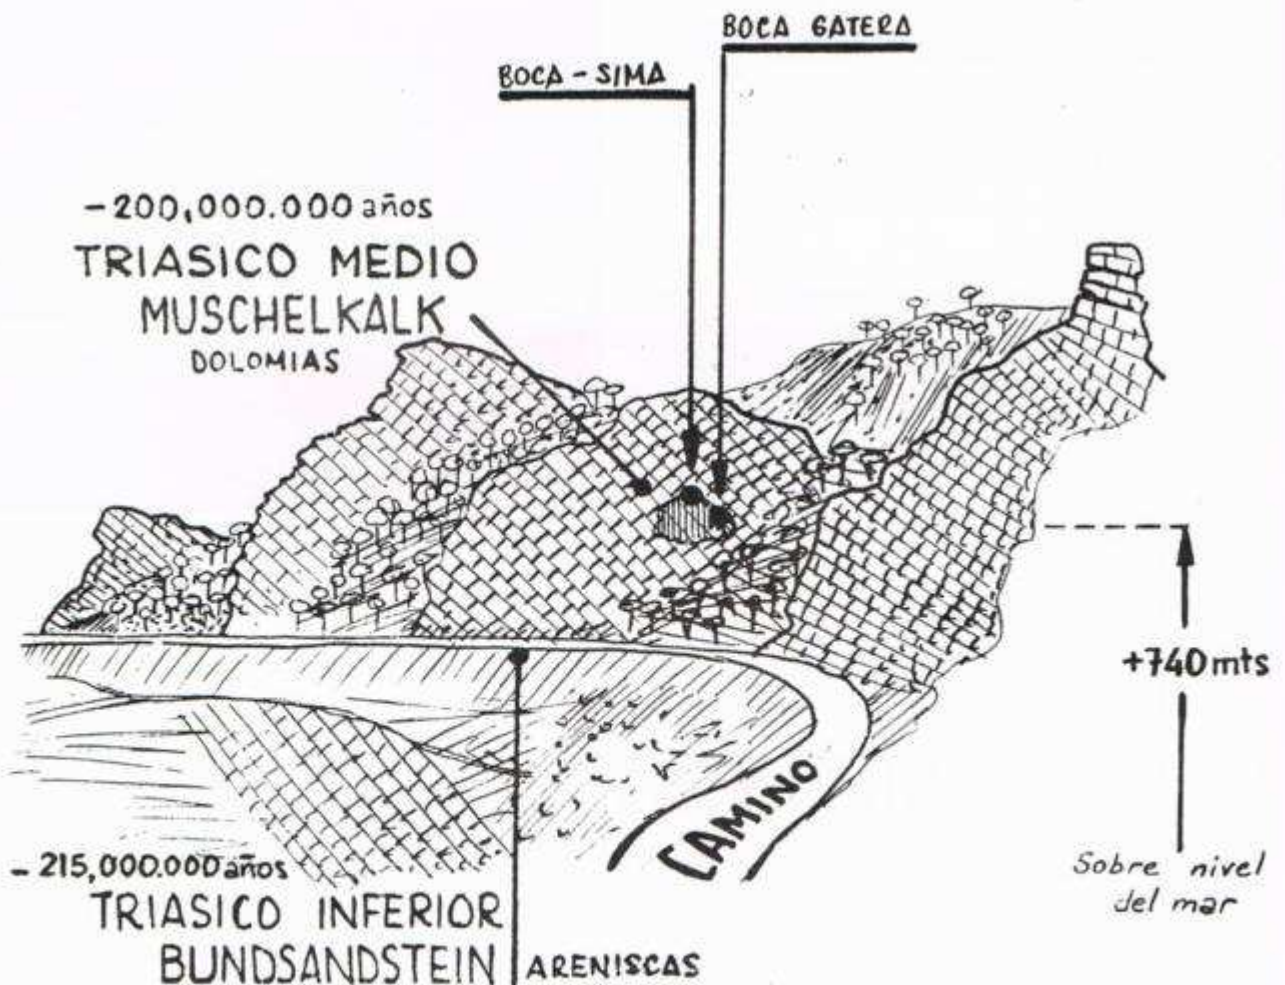 BOCA GATERA
BOCA - SIMA
- 200,000.000 años
TRIASICO MEDIO
MUSCHELKALK
DOLOMIAS
+740 mts
CAMINO
Sobre nivel
del mar
- 215,000.000 años
TRIASICO INFERIOR
BUNDSANDSTEIN
ARENISCAS